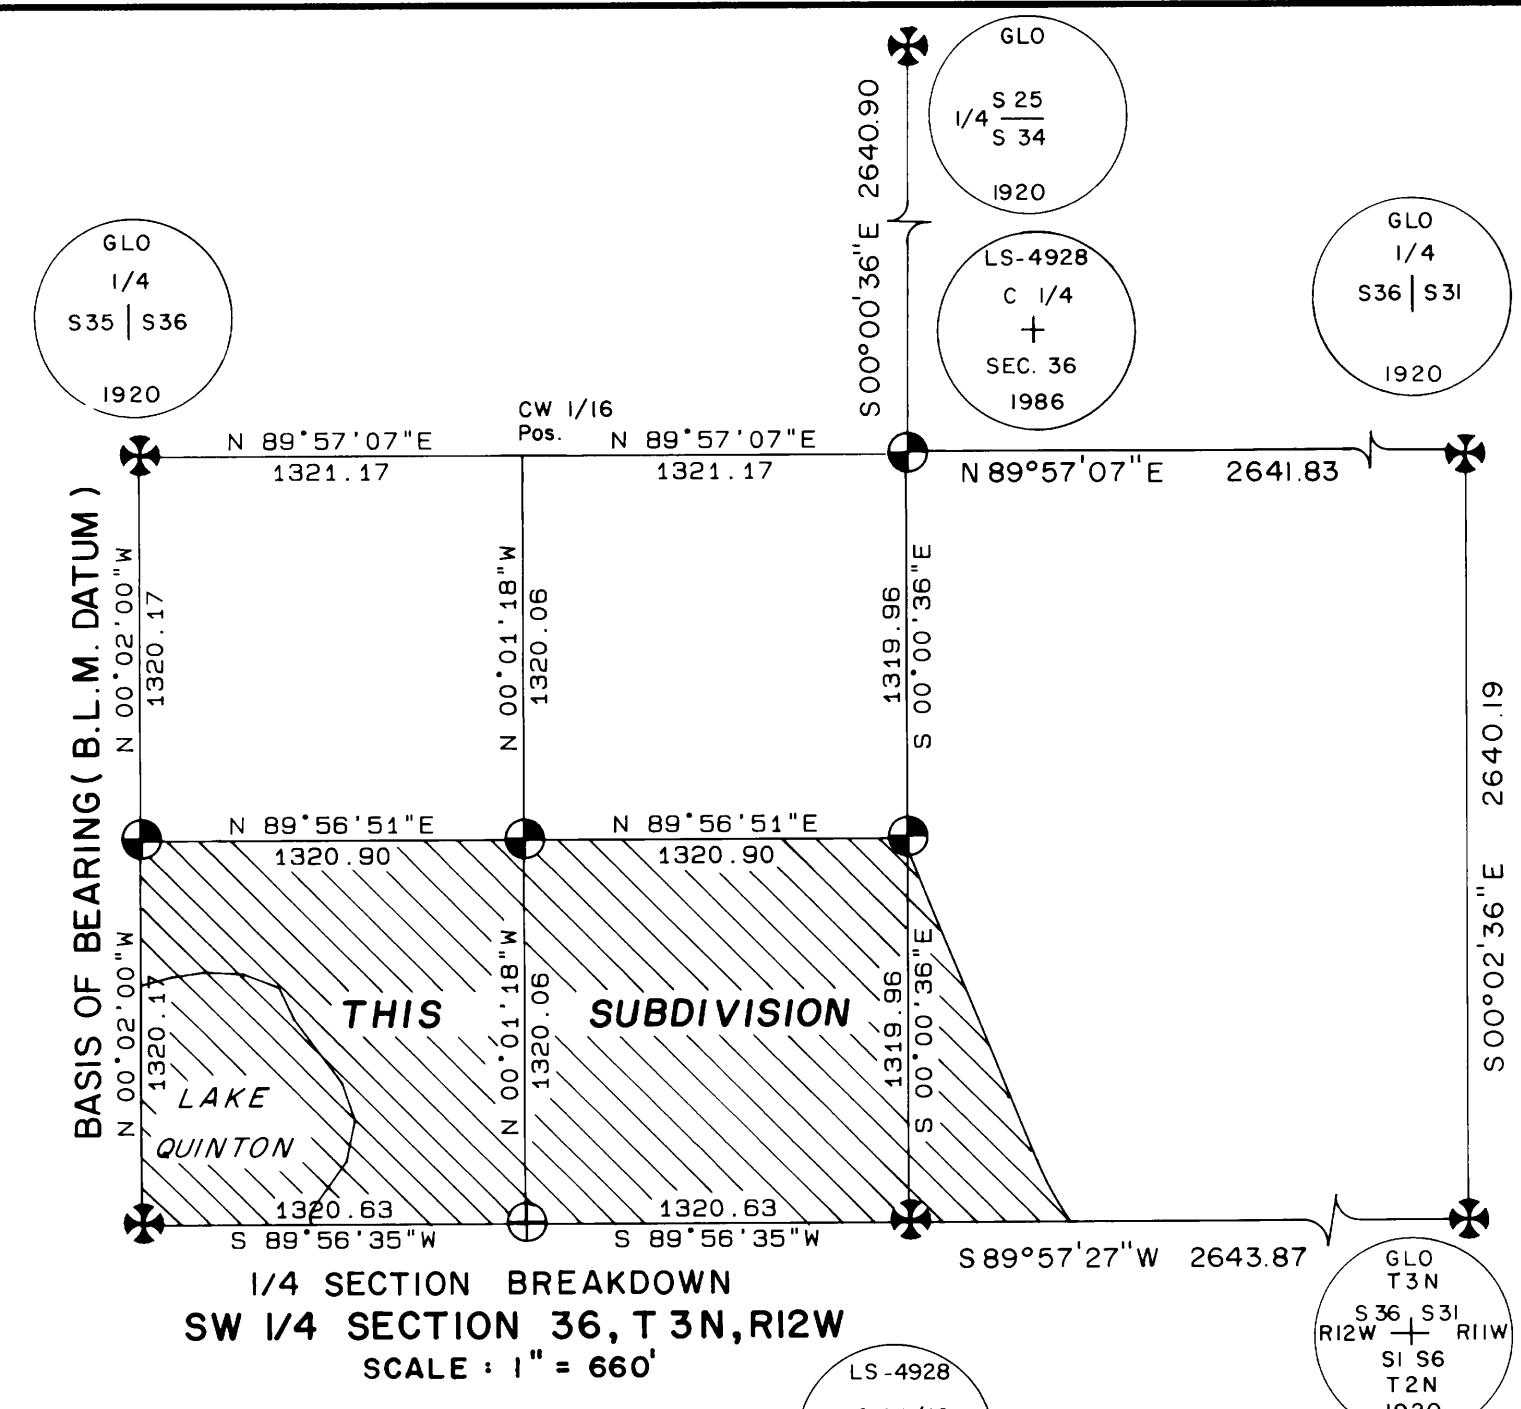 GLO
1/4 S 25
S 34
1920
S 00°00'36"E 2640.90
GLO
1/4
S35 | S36
1920
LS-4928
C 1/4
+
SEC. 36
1986
GLO
1/4
S36 | S31
1920
CW 1/16
Pos.
N 89°57'07"E
1321.17
N 89°57'07"E
1321.17
N 89°57'07"E 2641.83
BASIS OF BEARING (B.L.M. DATUM)
N 00°02'00"W
1320.17
N 00°01'18"W
1320.06
1319.96
S 00°00'36"E
S 00°02'36"E 2640.19
N 89°56'51"E
1320.90
N 89°56'51"E
1320.90
N 00°02'00"W
1320.17
N 00°01'18"W
1320.06
1319.96
S 00°00'36"E
THIS SUBDIVISION
LAKE
QUINTON
1320.63
S 89°56'35"W
1320.63
S 89°56'35"W
S 89°57'27"W 2643.87
1/4 SECTION BREAKDOWN
SW 1/4 SECTION 36, T3N, R12W
SCALE : 1" = 660'
LS-4928
GLO
T3N
S36 | S31
R12W R11W
S1 S6
T2N
1920